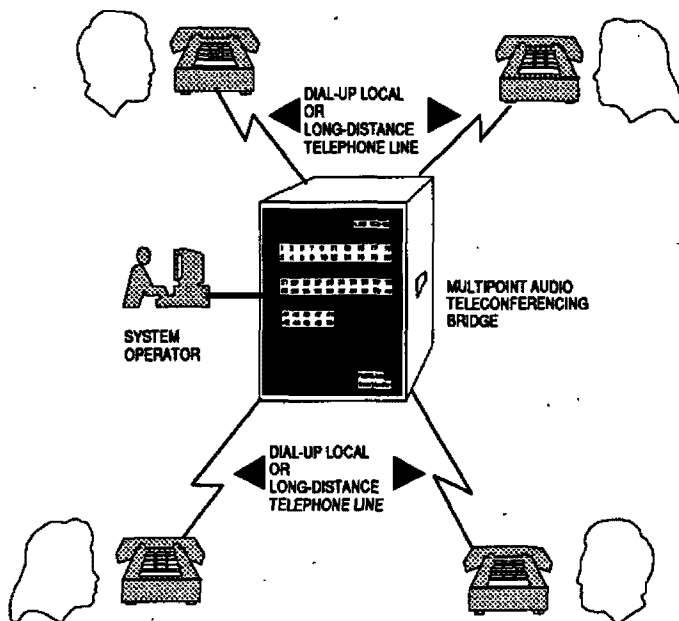 DIAL-UP LOCAL
OR
LONG-DISTANCE
TELEPHONE LINE
MULTIPOINT AUDIO
TELECONFERENCING
BRIDGE
SYSTEM
OPERATOR
DIAL-UP LOCAL
OR
LONG-DISTANCE
TELEPHONE LINE